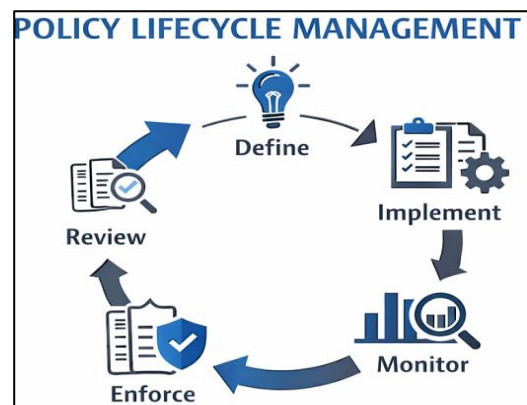 POLICY LIFECYCLE MANAGEMENT
Define
Implement
Monitor
Enforce
Review